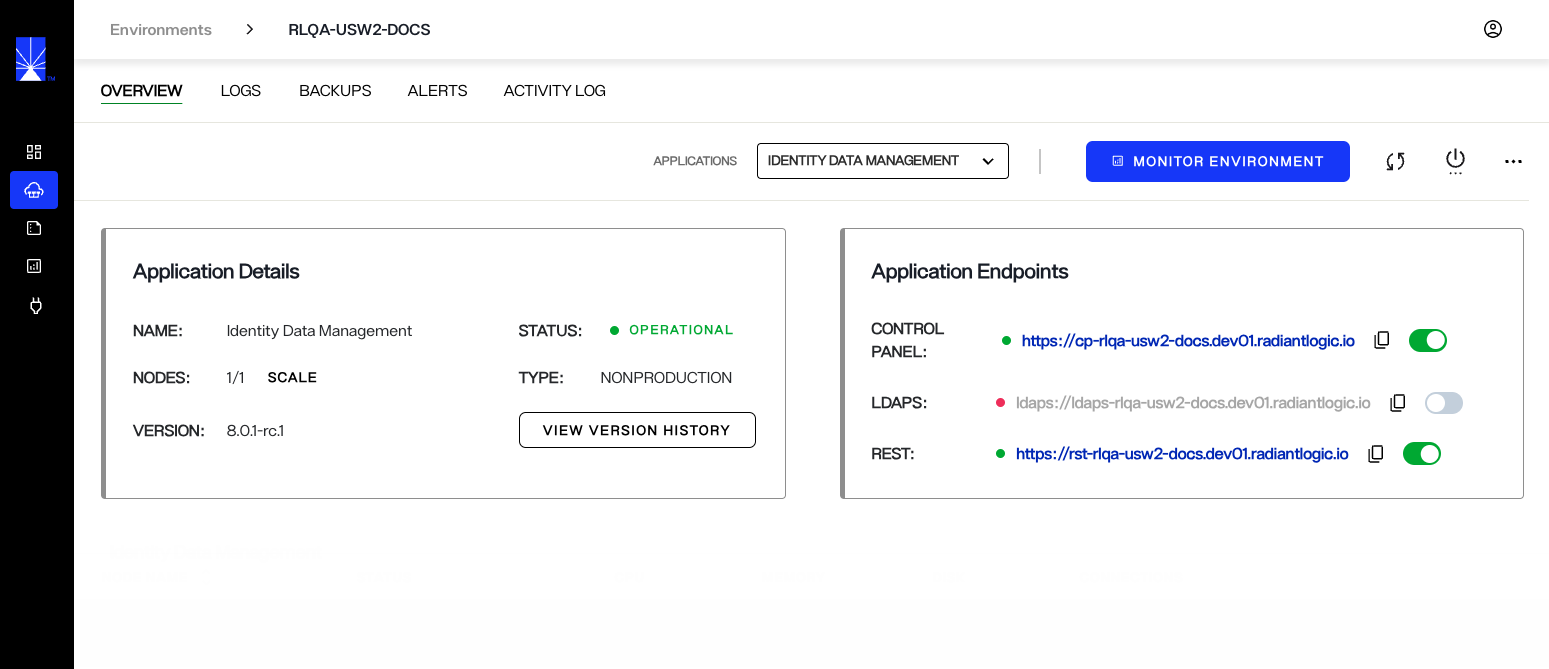 Environments > RLQA-USW2-DOCS
TM
OVERVIEW LOGS BACKUPS ALERTS ACTIVITY LOG
APPLICATIONS IDENTITY DATA MANAGEMENT MONITOR ENVIRONMENT
Application Details
NAME: Identity Data Management STATUS: OPERATIONAL
NODES: 1/1 SCALE TYPE: NONPRODUCTION
VERSION: 8.0.1-rc.1 VIEW VERSION HISTORY
Application Endpoints
CONTROL
PANEL: https://cp-rlqa-usw2-docs.dev01.radiantlogic.io
LDAPS: ldaps://ldaps-rlqa-usw2-docs.dev01.radiantlogic.io
REST: https://rst-rlqa-usw2-docs.dev01.radiantlogic.io